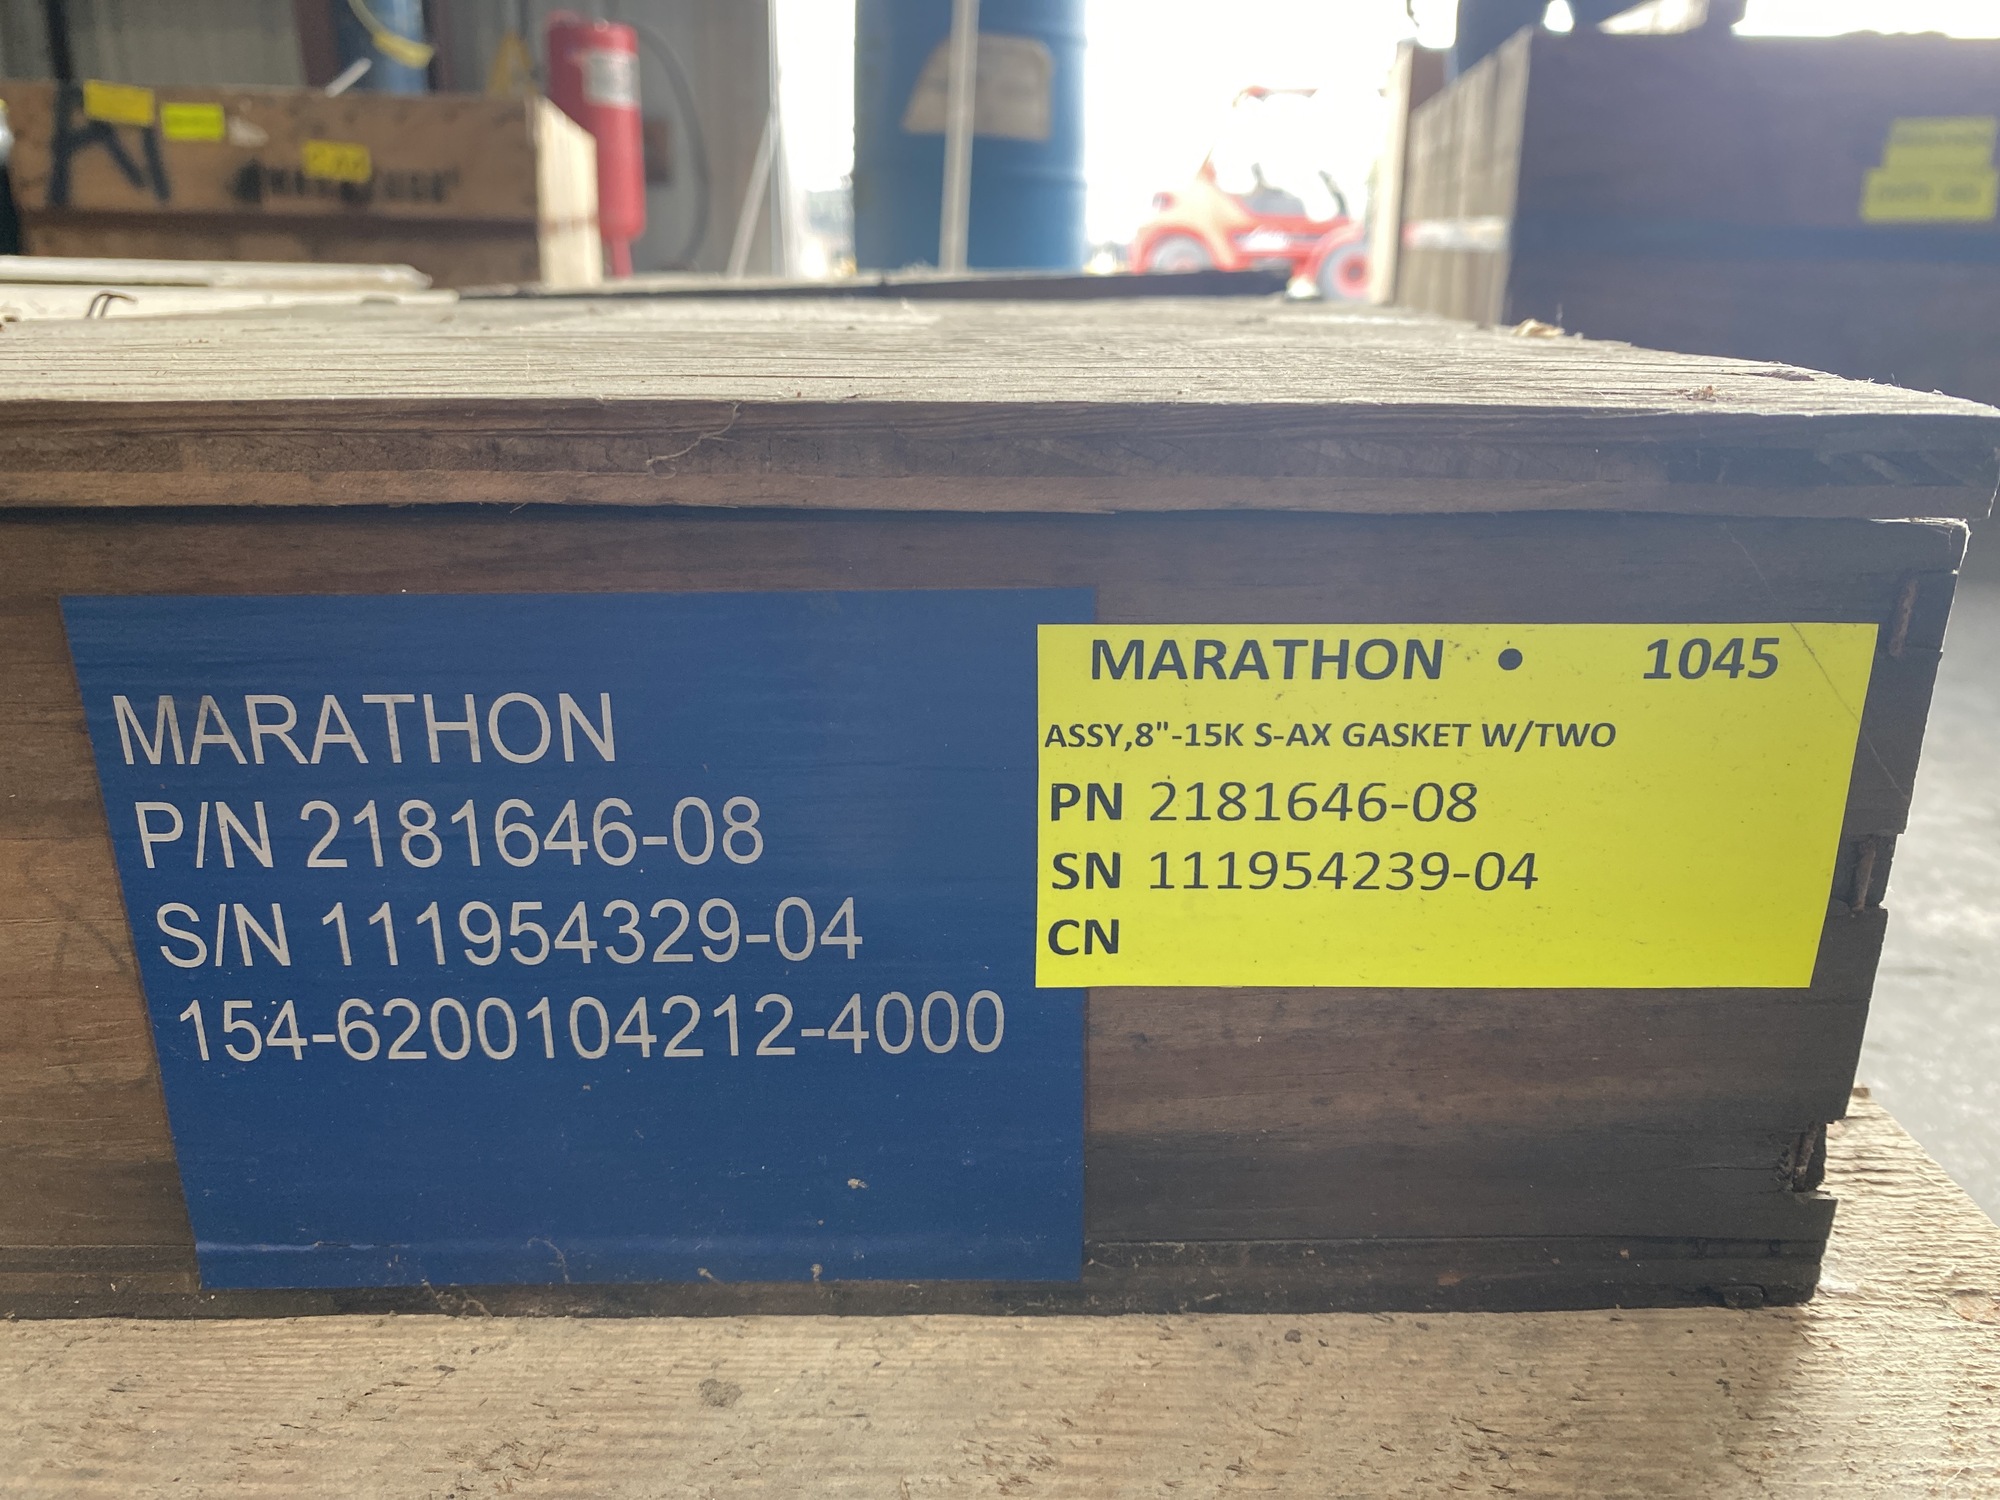 MARATHON
P/N 2181646-08
S/N 111954329-04
154-6200104212-4000
MARATHON • 1045
ASSY,8"-15K S-AX GASKET W/TWO
PN 2181646-08
SN 111954239-04
CN